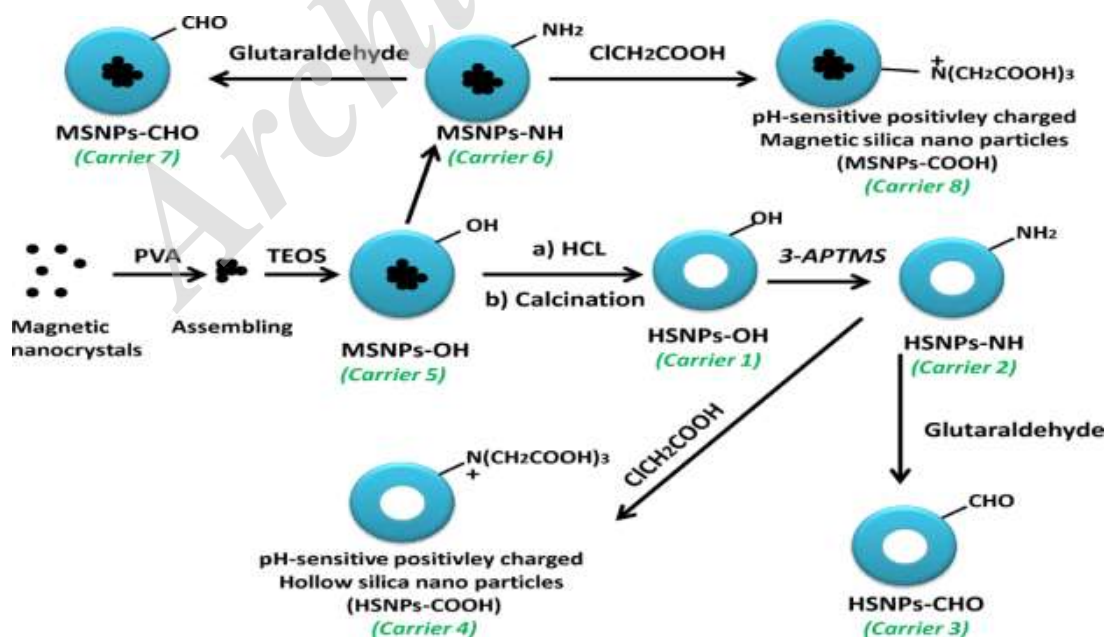 CHO
Glutaraldehyde
MSNPs-CHO
(Carrier 7)
NH2
MSNPs-NH
(Carrier 6)
ClCH2COOH
+
N(CH2COOH)3
pH-sensitive positivley charged
Magnetic silica nano particles
(MSNPs-COOH)
(Carrier 8)
Magnetic
nanocrystals
PVA
Assembling
TEOS
OH
MSNPs-OH
(Carrier 5)
a) HCL
b) Calcination
OH
HSNPs-OH
(Carrier 1)
3-APTMS
NH2
HSNPs-NH
(Carrier 2)
ClCH2COOH
N(CH2COOH)3
+
pH-sensitive positivley charged
Hollow silica nano particles
(HSNPs-COOH)
(Carrier 4)
Glutaraldehyde
CHO
HSNPs-CHO
(Carrier 3)